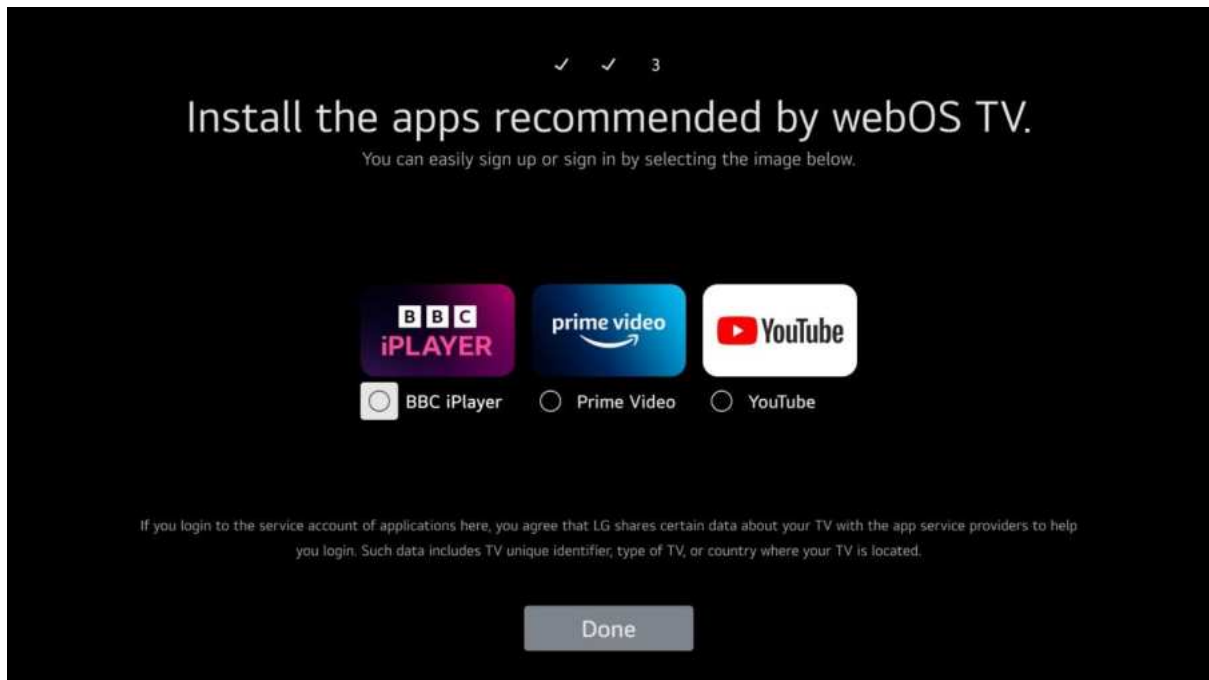 3
Install the apps recommended by webOS TV.
You can easily sign up or sign in by selecting the image below.
BBC
iPLAYER
prime video
YouTube
BBC iPlayer
Prime Video
YouTube
If you login to the service account of applications here, you agree that LG shares certain data about your TV with the app service providers to help
you login. Such data includes TV unique identifier, type of TV, or country where your TV is located.
Done